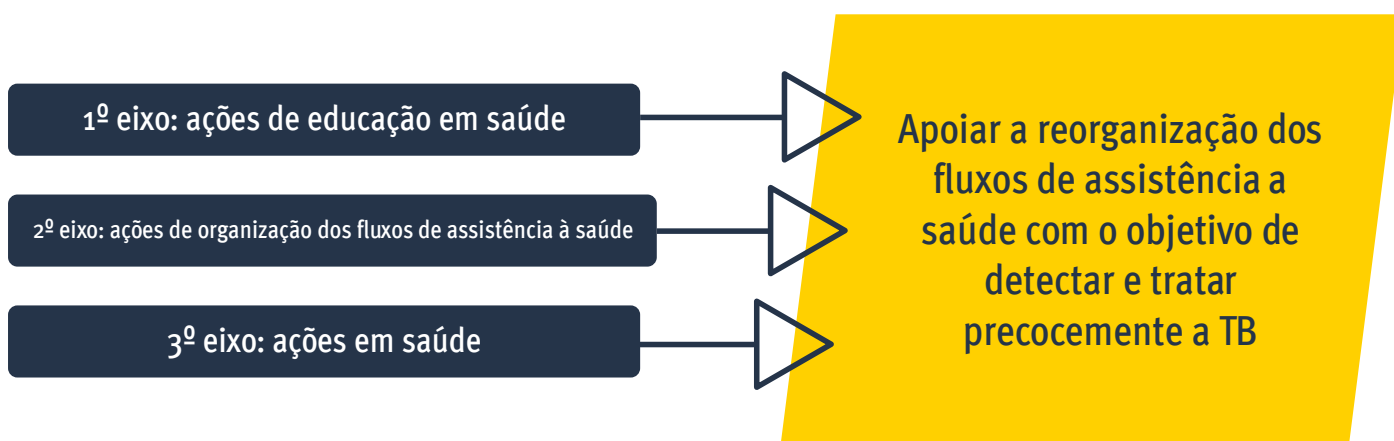 1º eixo: ações de educação em saúde
2º eixo: ações de organização dos fluxos de assistência à saúde
3º eixo: ações em saúde
Apoiar a reorganização dos
fluxos de assistência a
saúde com o objetivo de
detectar e tratar
precocemente a TB